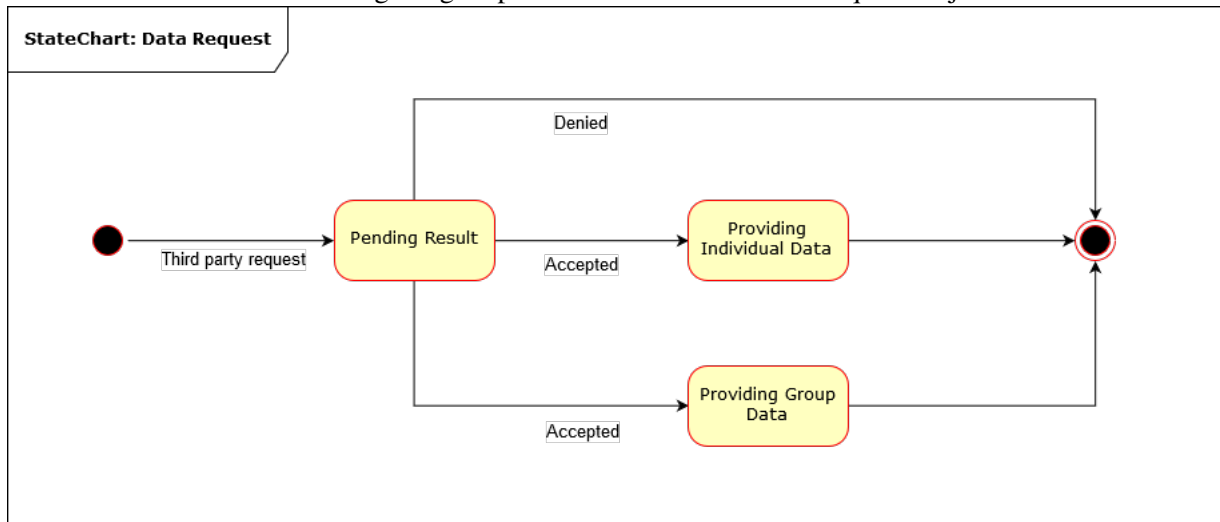 StateChart: Data Request
Denied
Pending Result
Providing
Individual Data
Third party request
Accepted
Providing Group
Data
Accepted